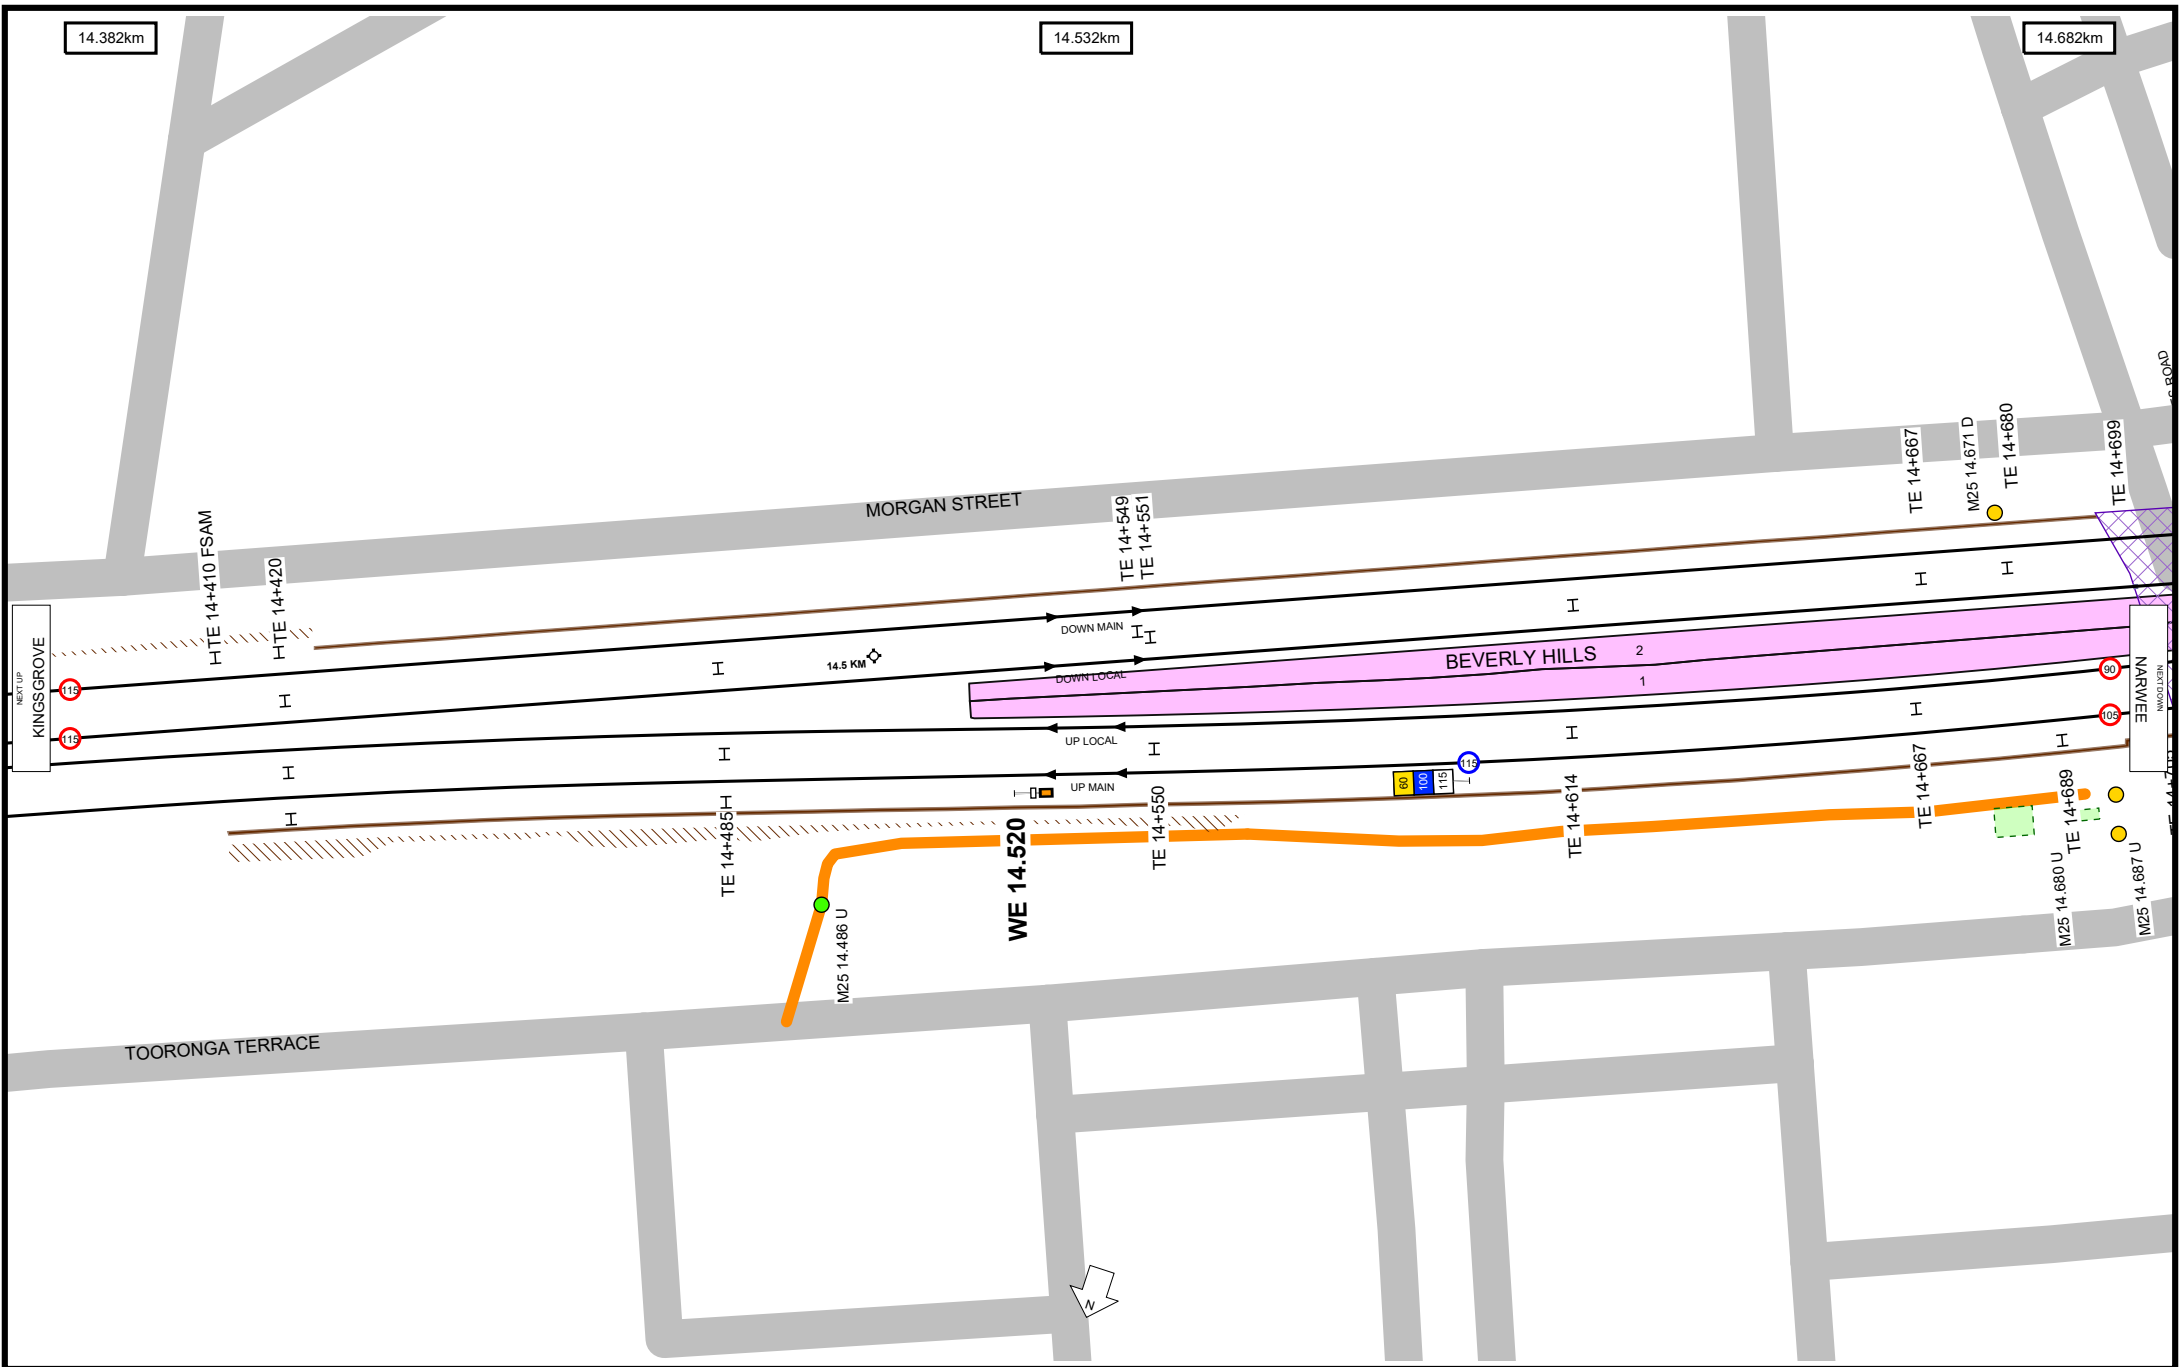 14.382km
14.532km
14.682km
ROAD
TE 14+667
M25 14.671 D
TE 14+680
TE 14+699
MORGAN STREET
TE 14+549
TE 14+551
TE 14+410 FSAM
TE 14+420
NEXT UP
KINGSGROVE
115
115
14.5 KM
DOWN MAIN
DOWN LOCAL
BEVERLY HILLS
2
1
90
105
NARWEE
NEXT DOWN
UP LOCAL
UP MAIN
60
100
115
115
TE 14+485
WE 14.520
TE 14+550
TE 14+614
TE 14+667
TE 14+689
M25 14.486 U
M25 14.680 U
M25 14.687 U
TOORONGA TERRACE
N